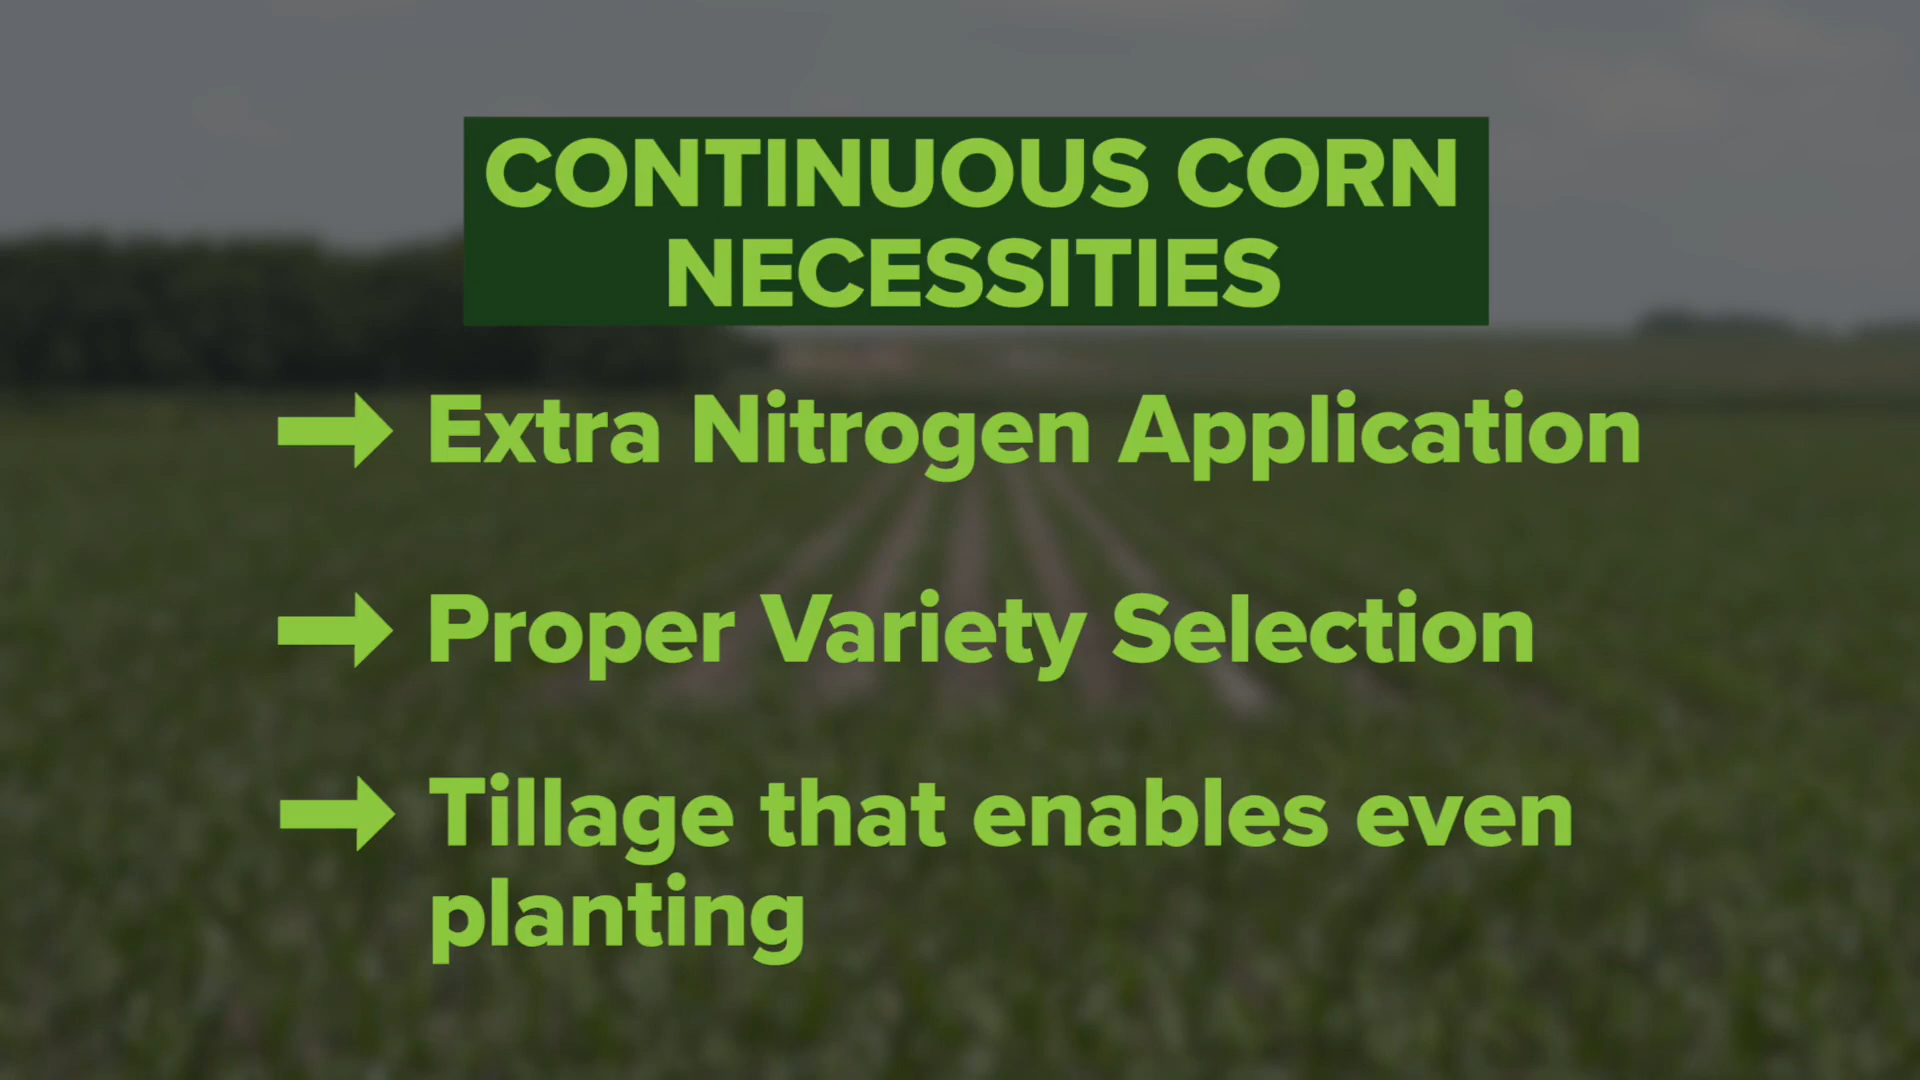 CONTINUOUS CORN
NECESSITIES
Extra Nitrogen Application
Proper Variety Selection
Tillage that enables even
planting